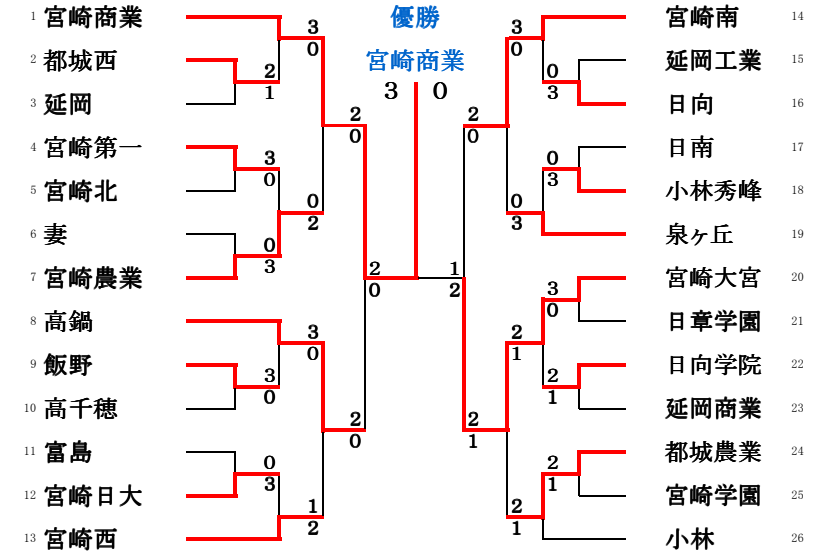 優勝
宮崎商業
3 0
1 宮崎商業
2 都城西
3 延岡
4 宮崎第一
5 宮崎北
6 妻
7 宮崎農業
8 高鍋
9 飯野
10 高千穂
11 富島
12 宮崎日大
13 宮崎西
3
0
2
1
2
0
3
0
0
2
0
3
2
0
3
0
3
0
2
0
0
3
1
2
3
0
0
3
2
0
0
3
0
3
1
2
3
0
2
1
2
1
2
1
2
1
2
1
宮崎南 14
延岡工業 15
日向 16
日南 17
小林秀峰 18
泉ヶ丘 19
宮崎大宮 20
日章学園 21
日向学院 22
延岡商業 23
都城農業 24
宮崎学園 25
小林 26